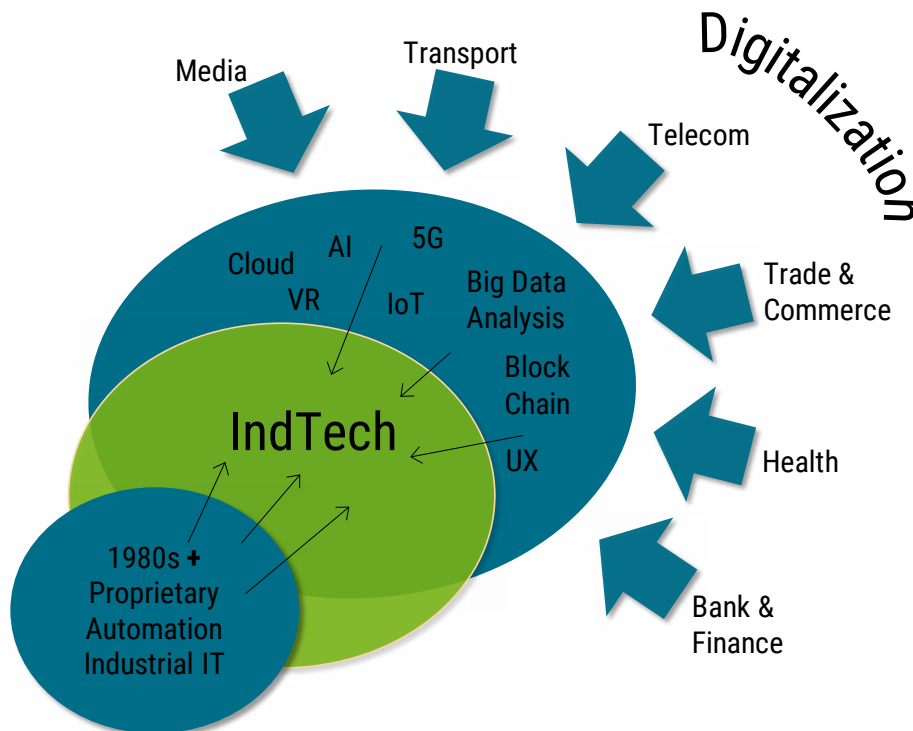 Digitalization
Media
Transport
Telecom
Trade &
Commerce
Health
Bank &
Finance
Cloud
AI
5G
VR
IoT
Big Data
Analysis
Block
Chain
UX
IndTech
1980s +
Proprietary
Automation
Industrial IT